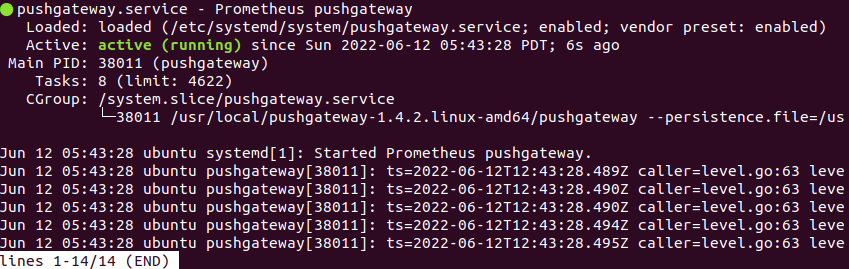 pushgateway.service - Prometheus pushgateway
Loaded: loaded (/etc/systemd/system/pushgateway.service; enabled; vendor preset: enabled)
Active: active (running) since Sun 2022-06-12 05:43:28 PDT; 6s ago
Main PID: 38011 (pushgateway)
Tasks: 8 (limit: 4622)
CGroup: /system.slice/pushgateway.service
└─38011 /usr/local/pushgateway-1.4.2.linux-amd64/pushgateway --persistence.file=/us
Jun 12 05:43:28 ubuntu systemd[1]: Started Prometheus pushgateway.
Jun 12 05:43:28 ubuntu pushgateway[38011]: ts=2022-06-12T12:43:28.489Z caller=level.go:63 leve
Jun 12 05:43:28 ubuntu pushgateway[38011]: ts=2022-06-12T12:43:28.490Z caller=level.go:63 leve
Jun 12 05:43:28 ubuntu pushgateway[38011]: ts=2022-06-12T12:43:28.490Z caller=level.go:63 leve
Jun 12 05:43:28 ubuntu pushgateway[38011]: ts=2022-06-12T12:43:28.494Z caller=level.go:63 leve
Jun 12 05:43:28 ubuntu pushgateway[38011]: ts=2022-06-12T12:43:28.495Z caller=level.go:63 leve
lines 1-14/14 (END)